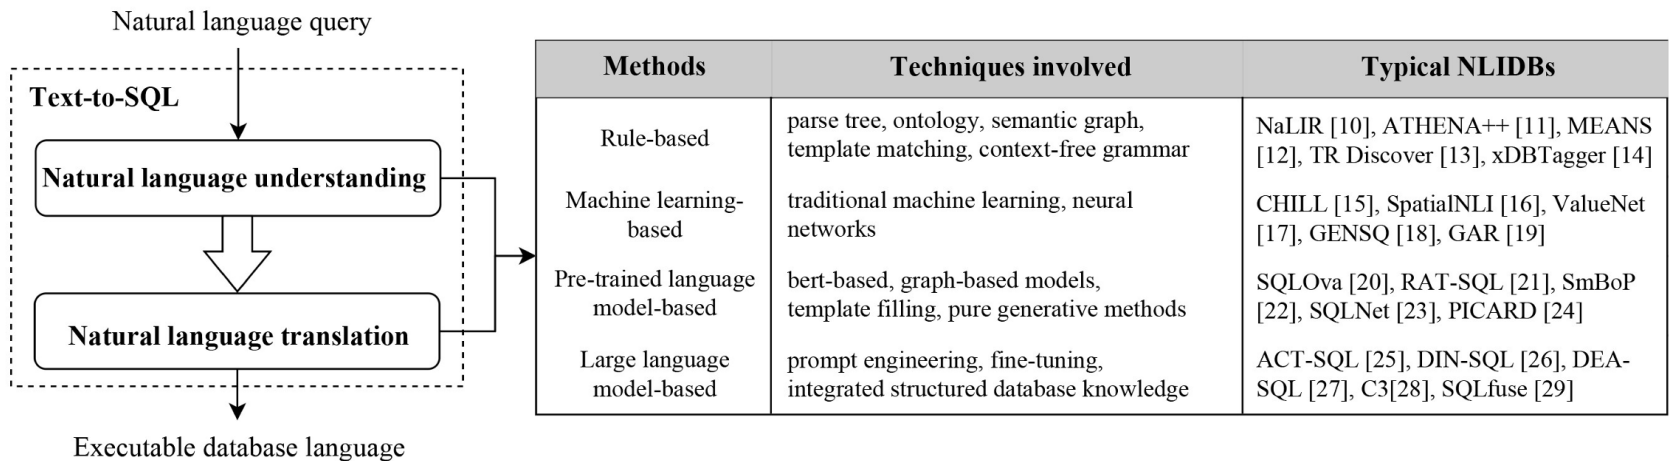 Natural language query
Text-to-SQL
Natural language understanding
Natural language translation
Executable database language
Methods
Techniques involved
Typical NLIDBs
Rule-based
parse tree, ontology, semantic graph,
template matching, context-free grammar
NaLIR [10], ATHENA++ [11], MEANS
[12], TR Discover [13], xDBTagger [14]
Machine learning-
based
traditional machine learning, neural
networks
CHILL [15], SpatialNLI [16], ValueNet
[17], GENSQ [18], GAR [19]
Pre-trained language
model-based
bert-based, graph-based models,
template filling, pure generative methods
SQLOva [20], RAT-SQL [21], SmBoP
[22], SQLNet [23], PICARD [24]
Large language
model-based
prompt engineering, fine-tuning,
integrated structured database knowledge
ACT-SQL [25], DIN-SQL [26], DEA-
SQL [27], C3[28], SQLfuse [29]